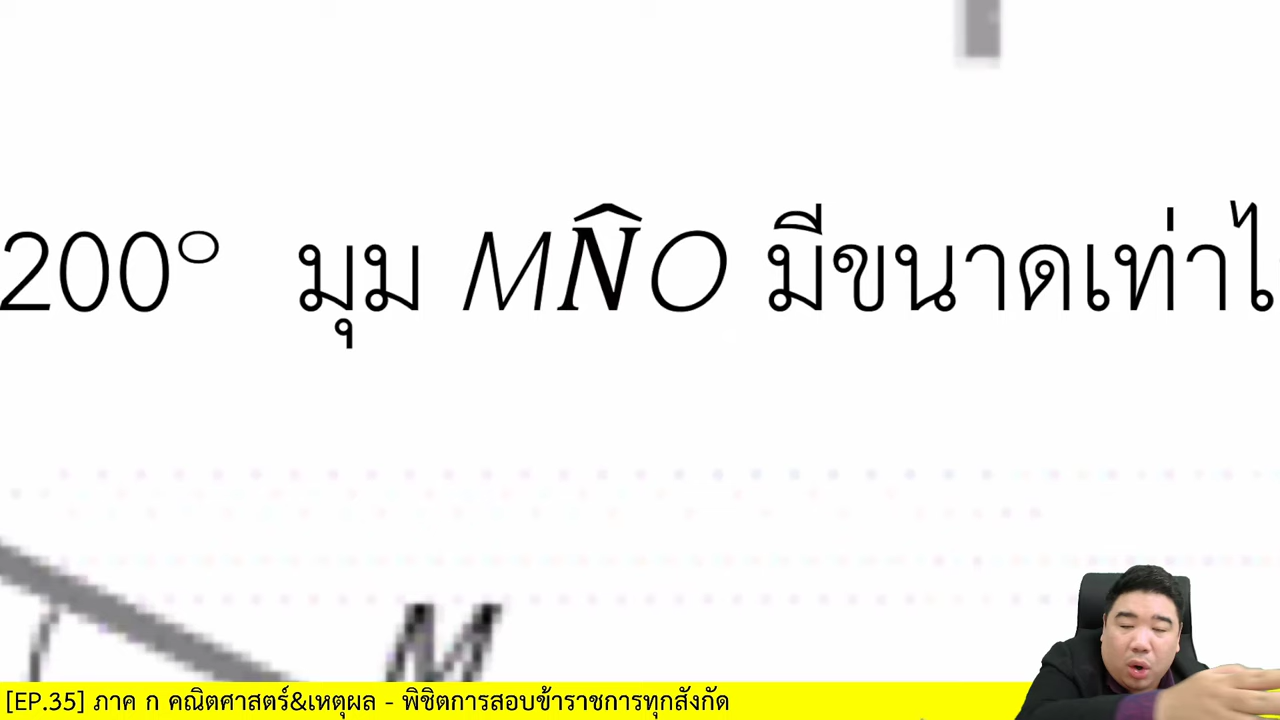 200° มุม MN̂O มีขนาดเท่าไ
M
[EP.35] ภาค ก คณิตศาสตร์&เหตุผล - พิชิตการสอบข้าราชการทุกสังกัด